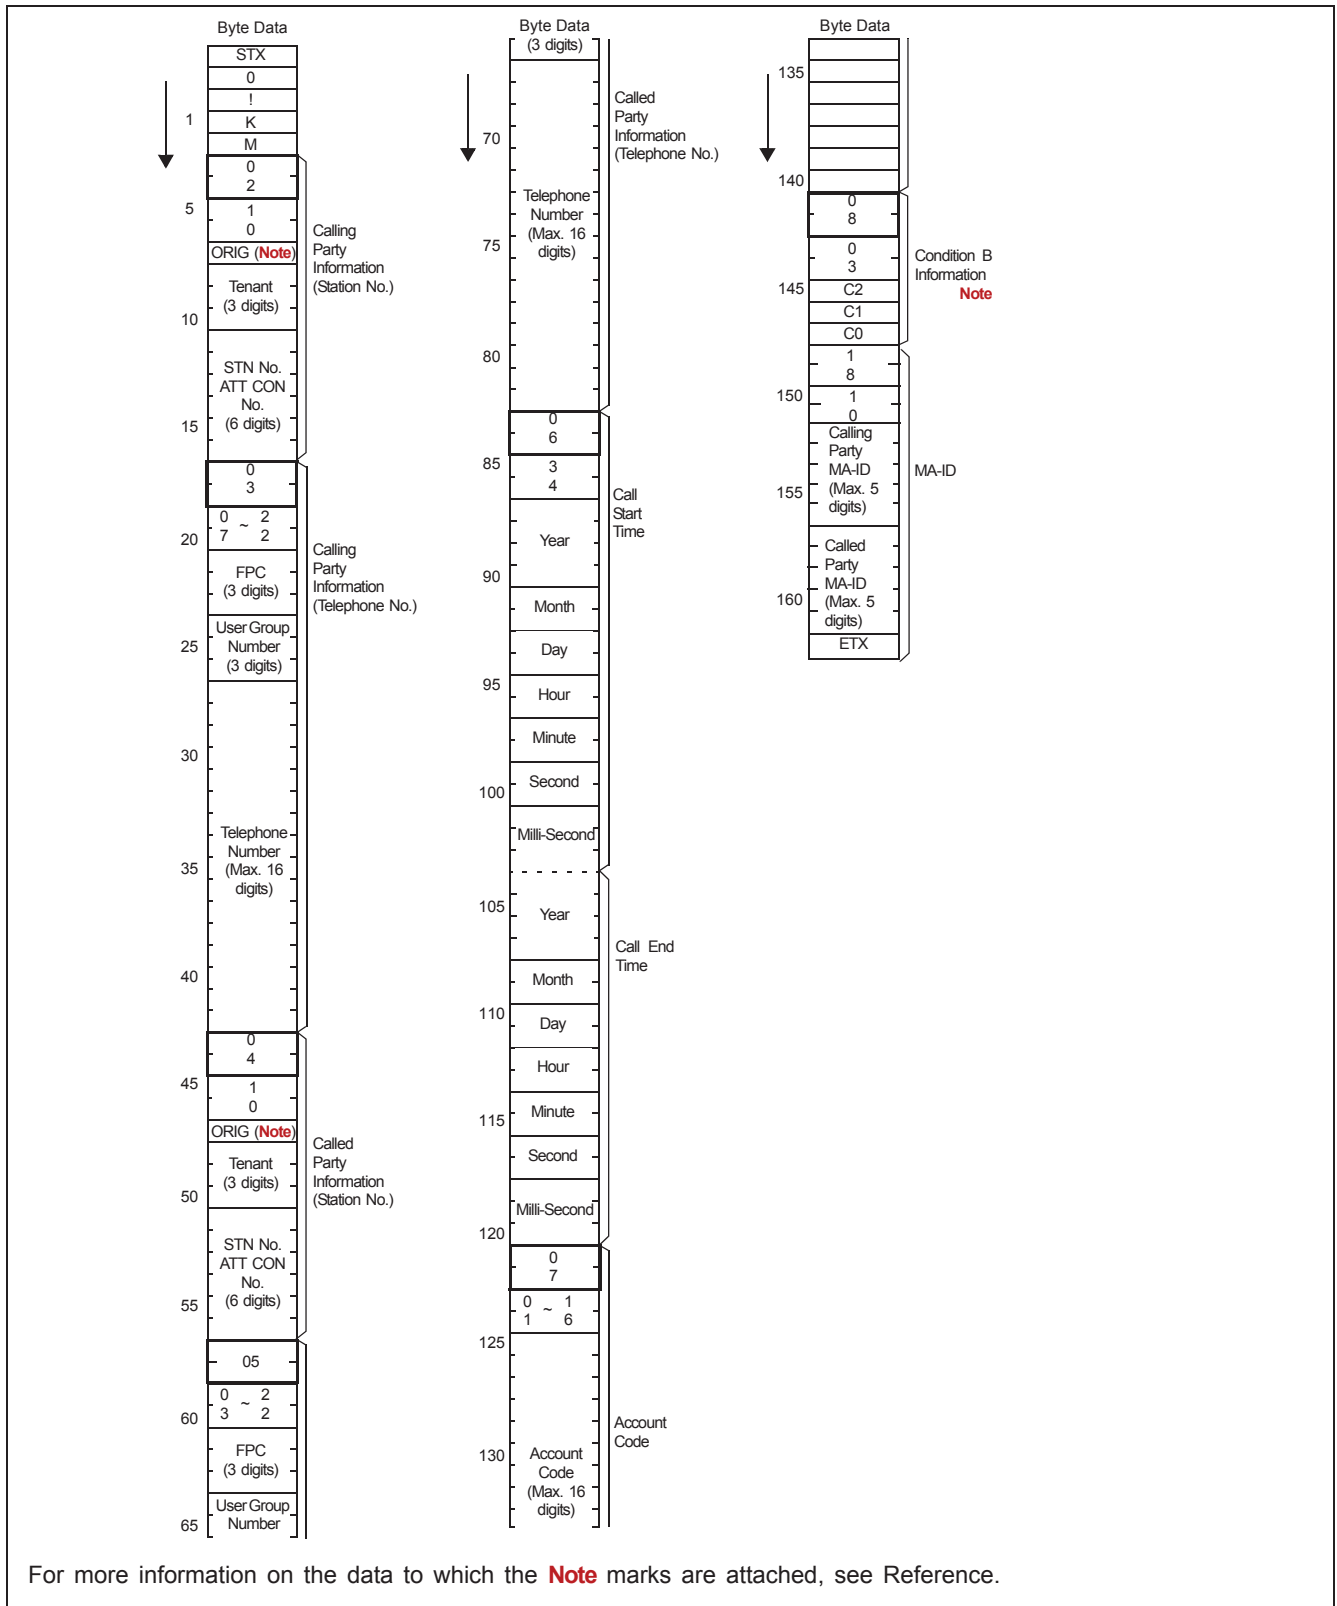 Byte Data
STX
0
!
1
K
M
0
2
5
1
0
ORIG (Note)
Tenant
(3 digits)
10
STN No.
ATT CON
No.
(6 digits)
15
Calling
Party
Information
(Station No.)
0
3
0 ~ 2
7 2
20
FPC
(3 digits)
User Group
Number
(3 digits)
25
30
Telephone
Number
(Max. 16
digits)
35
40
Calling
Party
Information
(Telephone No.)
0
4
45
1
0
ORIG (Note)
Tenant
(3 digits)
50
STN No.
ATT CON
No.
(6 digits)
55
Called
Party
Information
(Station No.)
05
0 ~ 2
3 2
60
FPC
(3 digits)
User Group
Number
65
Byte Data
(3 digits)
70
Telephone
Number
(Max. 16
digits)
75
80
Called
Party
Information
(Telephone No.)
0
6
85
3
4
Year
90
Month
Day
95
Hour
Minute
Second
100
Milli-Second
Call
Start
Time
105
Year
Month
110
Day
Hour
115
Minute
Second
Milli-Second
120
Call End
Time
0
7
0 ~ 1
1 6
125
130
Account
Code
(Max. 16
digits)
Account
Code
Byte Data
135
140
0
8
0
3
145
C2
C1
C0
Condition B
Information
Note
1
8
150
1
0
Calling
Party
MA-ID
(Max. 5
digits)
155
Called
Party
MA-ID
(Max. 5
digits)
160
ETX
MA-ID
For more information on the data to which the Note marks are attached, see Reference.